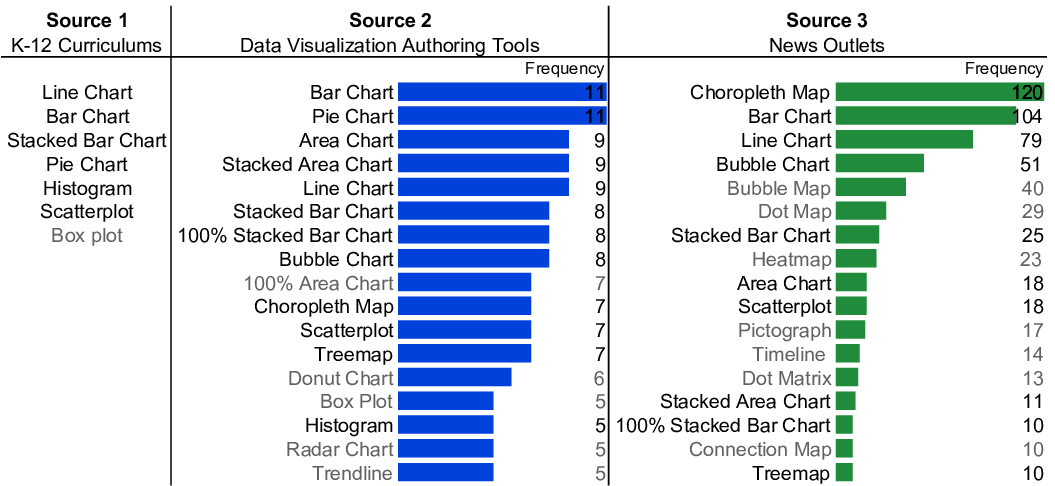 Source 1
K-12 Curriculums
Line Chart
Bar Chart
Stacked Bar Chart
Pie Chart
Histogram
Scatterplot
Box plot
Source 2
Data Visualization Authoring Tools
Frequency
Bar Chart 11
Pie Chart 11
Area Chart 9
Stacked Area Chart 9
Line Chart 9
Stacked Bar Chart 8
100% Stacked Bar Chart 8
Bubble Chart 8
100% Area Chart 7
Choropleth Map 7
Scatterplot 7
Treemap 7
Donut Chart 6
Box Plot 5
Histogram 5
Radar Chart 5
Trendline 5
Source 3
News Outlets
Frequency
Choropleth Map 120
Bar Chart 104
Line Chart 79
Bubble Chart 51
Bubble Map 40
Dot Map 29
Stacked Bar Chart 25
Heatmap 23
Area Chart 18
Scatterplot 18
Pictograph 17
Timeline 14
Dot Matrix 13
Stacked Area Chart 11
100% Stacked Bar Chart 10
Connection Map 10
Treemap 10